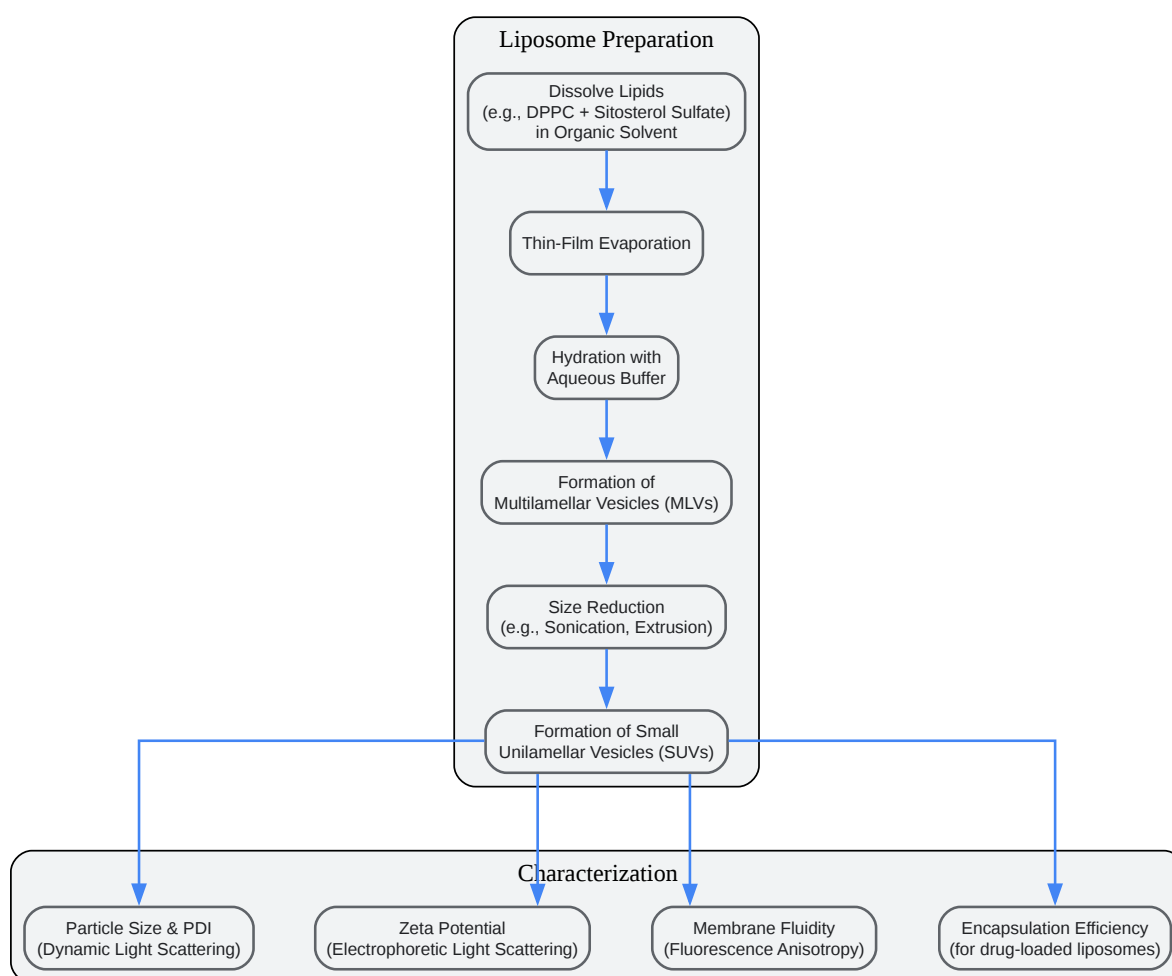 Liposome Preparation
Dissolve Lipids
(e.g., DPPC + Sitosterol Sulfate)
in Organic Solvent
Thin-Film Evaporation
Hydration with
Aqueous Buffer
Formation of
Multilamellar Vesicles (MLVs)
Size Reduction
(e.g., Sonication, Extrusion)
Formation of Small
Unilamellar Vesicles (SUVs)
Characterization
Particle Size & PDI
(Dynamic Light Scattering)
Zeta Potential
(Electrophoretic Light Scattering)
Membrane Fluidity
(Fluorescence Anisotropy)
Encapsulation Efficiency
(for drug-loaded liposomes)